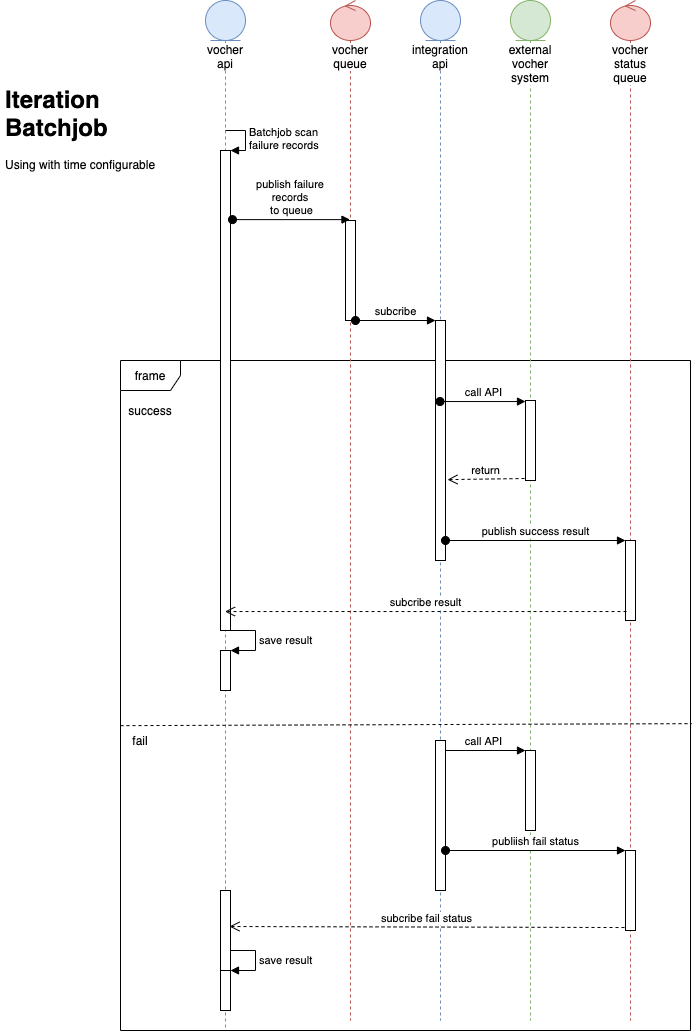 vocher
api
vocher
queue
integration
api
external
vocher
system
vocher
status
queue
Iteration
Batchjob
Using with time configurable
Batchjob scan
failure records
publish failure
records
to queue
subcribe
frame
success
call API
return
publish success result
subcribe result
save result
fail
call API
publiish fail status
subcribe fail status
save result